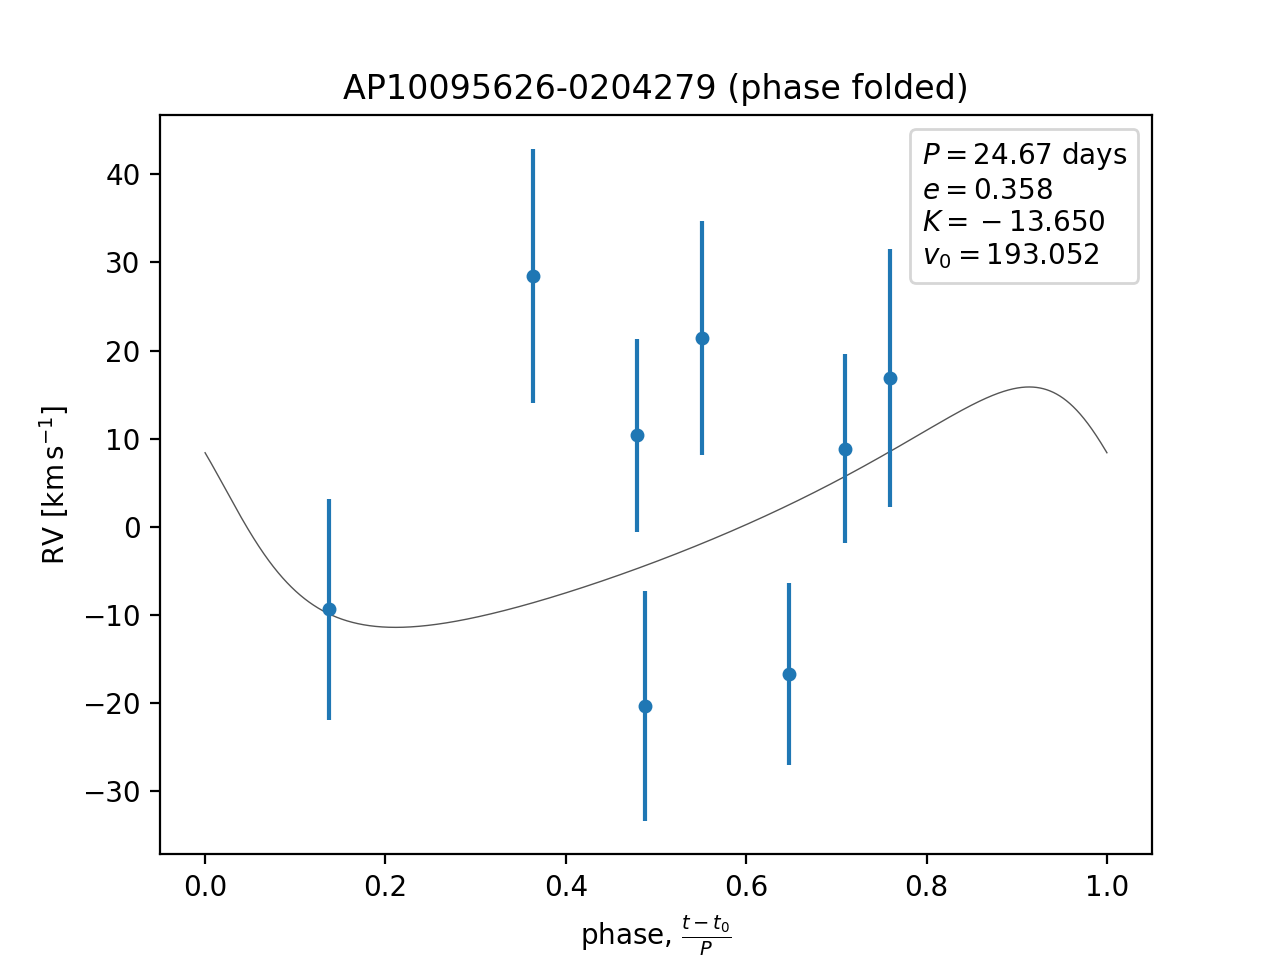 AP10095626-0204279 (phase folded)
P = 24.67 days
e = 0.358
K = −13.650
v₀ = 193.052
40
30
20
10
0
−10
−20
−30
RV [km s⁻¹]
0.0 0.2 0.4 0.6 0.8 1.0
phase, (t − t₀)/P